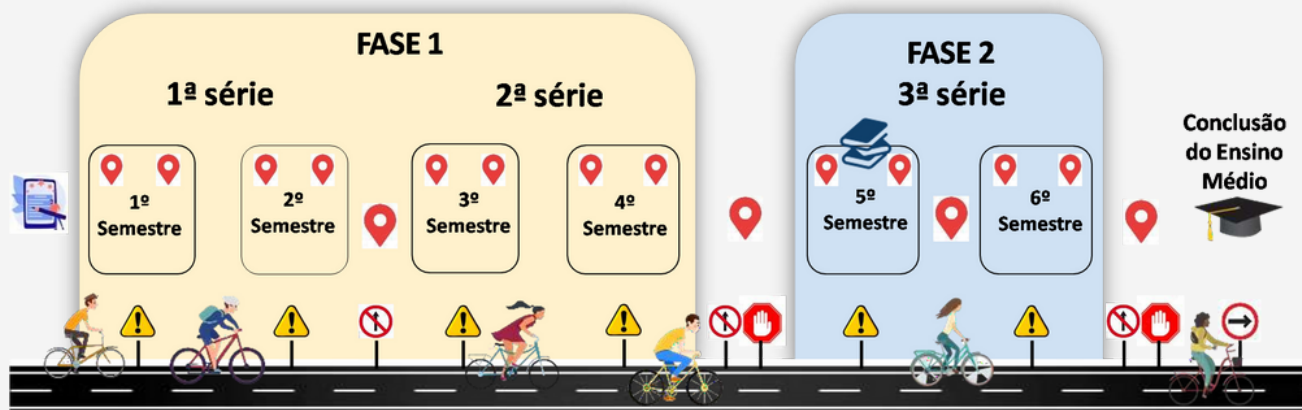 FASE 1
1ª série
2ª série
1º
Semestre
2º
Semestre
3º
Semestre
4º
Semestre
FASE 2
3ª série
5º
Semestre
6º
Semestre
Conclusão
do Ensino
Médio